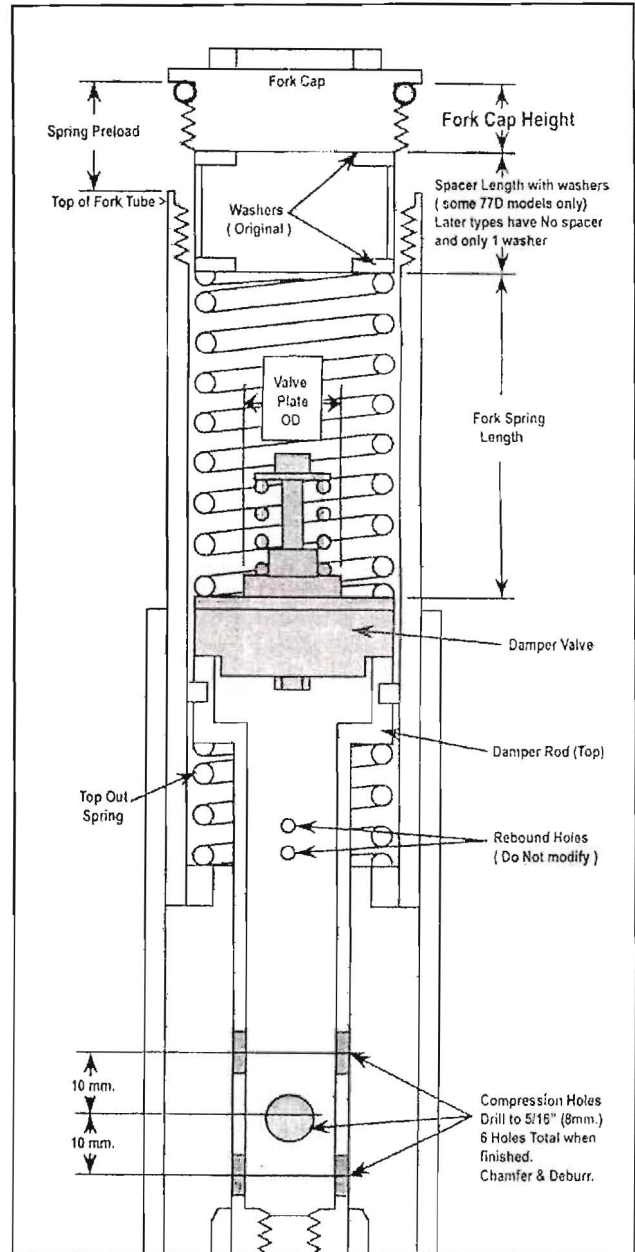 Fork Cap
Spring Preload
Fork Cap Height
Top of Fork Tube >
Washers
( Original )
Spacer Length with washers
( some 77D models only)
Later types have No spacer
and only 1 washer
Valve
Plate
OD
Fork Spring
Length
Damper Valve
Damper Rod (Top)
Top Out
Spring
Rebound Holes
( Do Not modify )
10 mm.
10 mm.
Compression Holes
Drill to 5/16" (8mm.)
6 Holes Total when
finished.
Chamfer & Deburr.